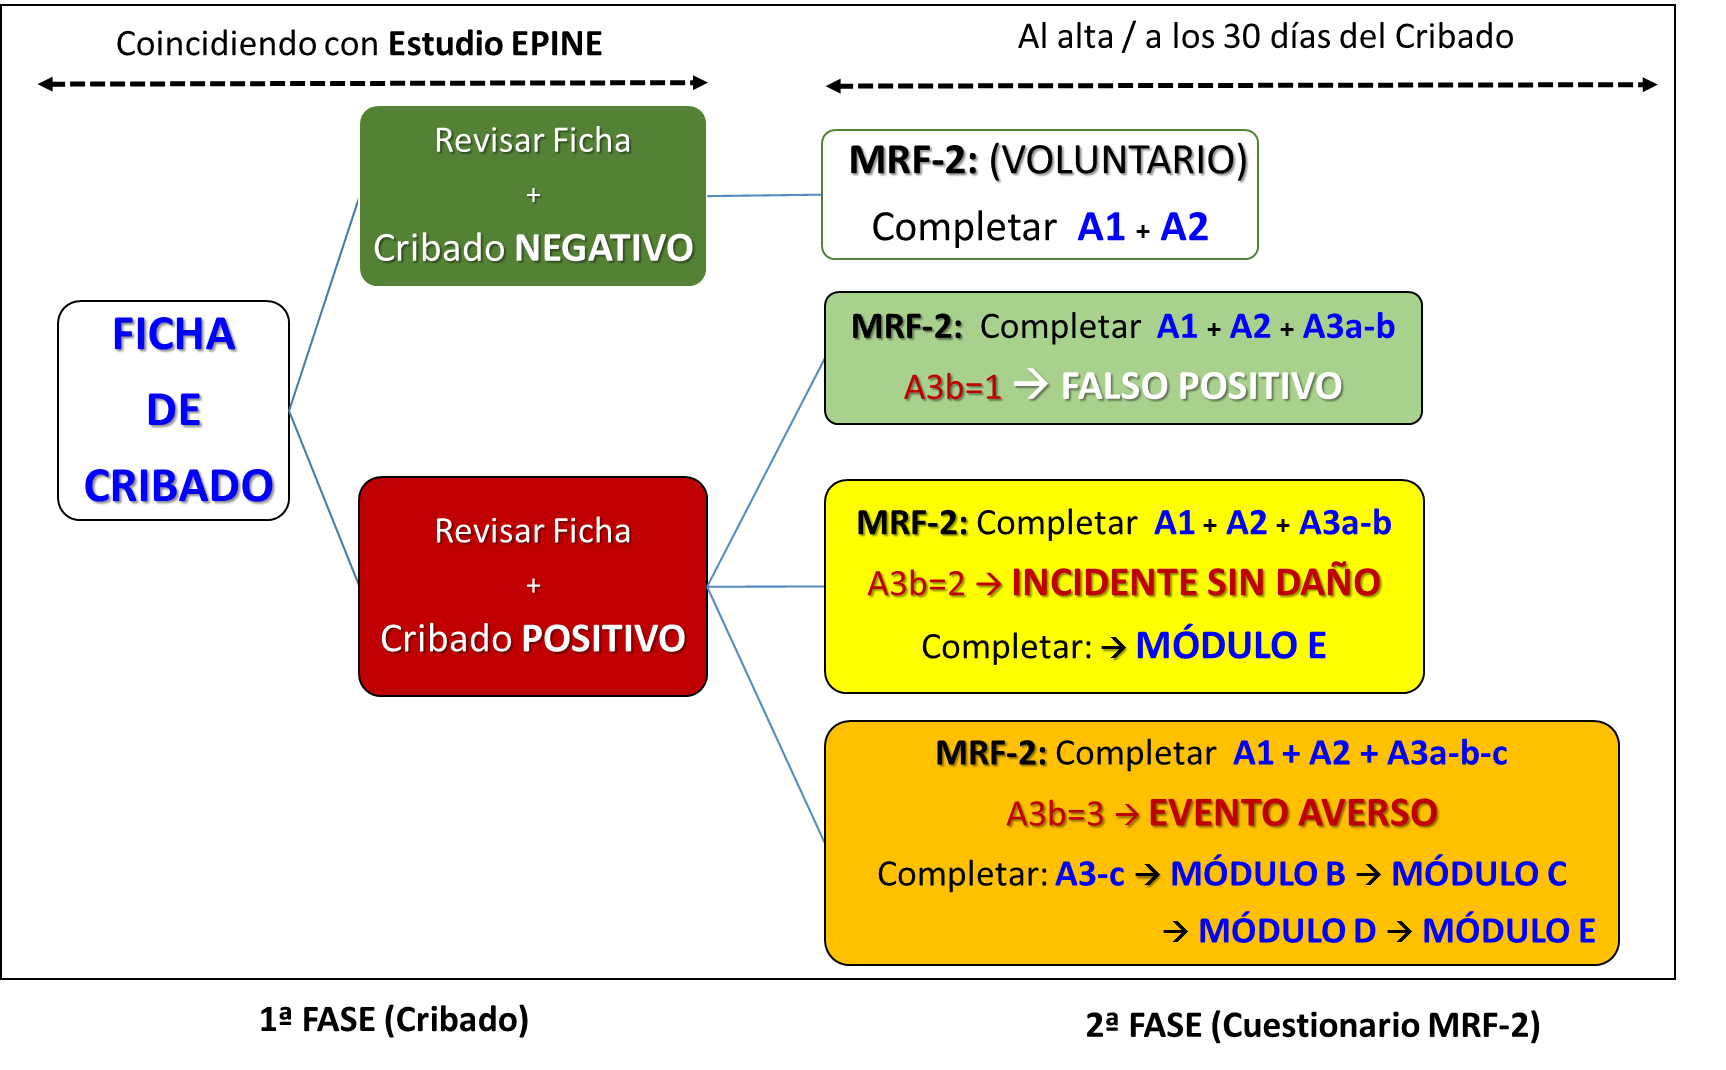 Coincidiendo con Estudio EPINE
Al alta / a los 30 días del Cribado
FICHA
DE
CRIBADO
Revisar Ficha
+
Cribado NEGATIVO
Revisar Ficha
+
Cribado POSITIVO
MRF-2: (VOLUNTARIO)
Completar A1 + A2
MRF-2: Completar A1 + A2 + A3a-b
A3b=1 → FALSO POSITIVO
MRF-2: Completar A1 + A2 + A3a-b
A3b=2 → INCIDENTE SIN DAÑO
Completar: → MÓDULO E
MRF-2: Completar A1 + A2 + A3a-b-c
A3b=3 → EVENTO AVERSO
Completar: A3-c → MÓDULO B → MÓDULO C
→ MÓDULO D → MÓDULO E
1ª FASE (Cribado)
2ª FASE (Cuestionario MRF-2)